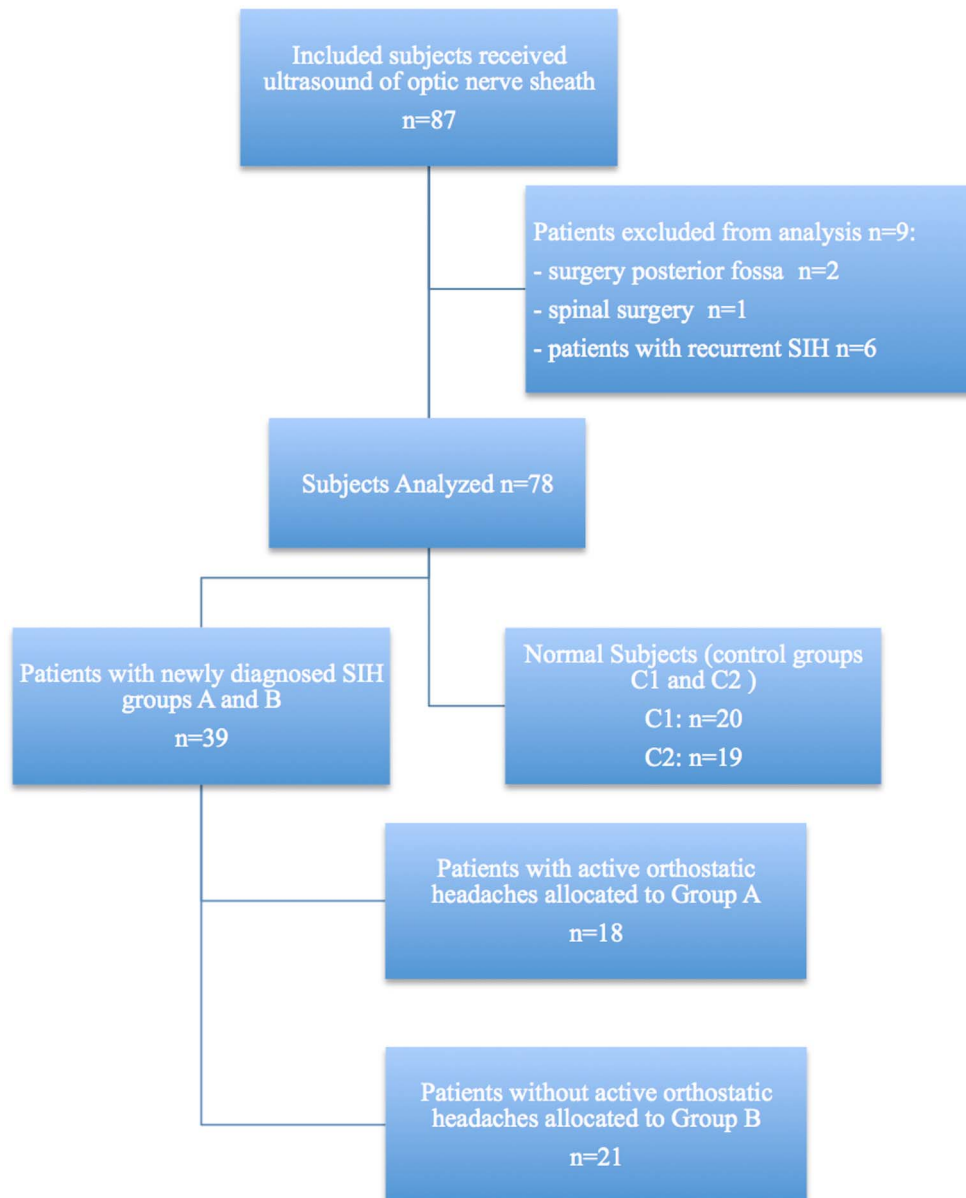 Included subjects received
ultrasound of optic nerve sheath
n=87
Patients excluded from analysis n=9:
- surgery posterior fossa n=2
- spinal surgery n=1
- patients with recurrent SIH n=6
Subjects Analyzed n=78
Patients with newly diagnosed SIH
groups A and B
n=39
Normal Subjects (control groups
C1 and C2 )
C1: n=20
C2: n=19
Patients with active orthostatic
headaches allocated to Group A
n=18
Patients without active orthostatic
headaches allocated to Group B
n=21